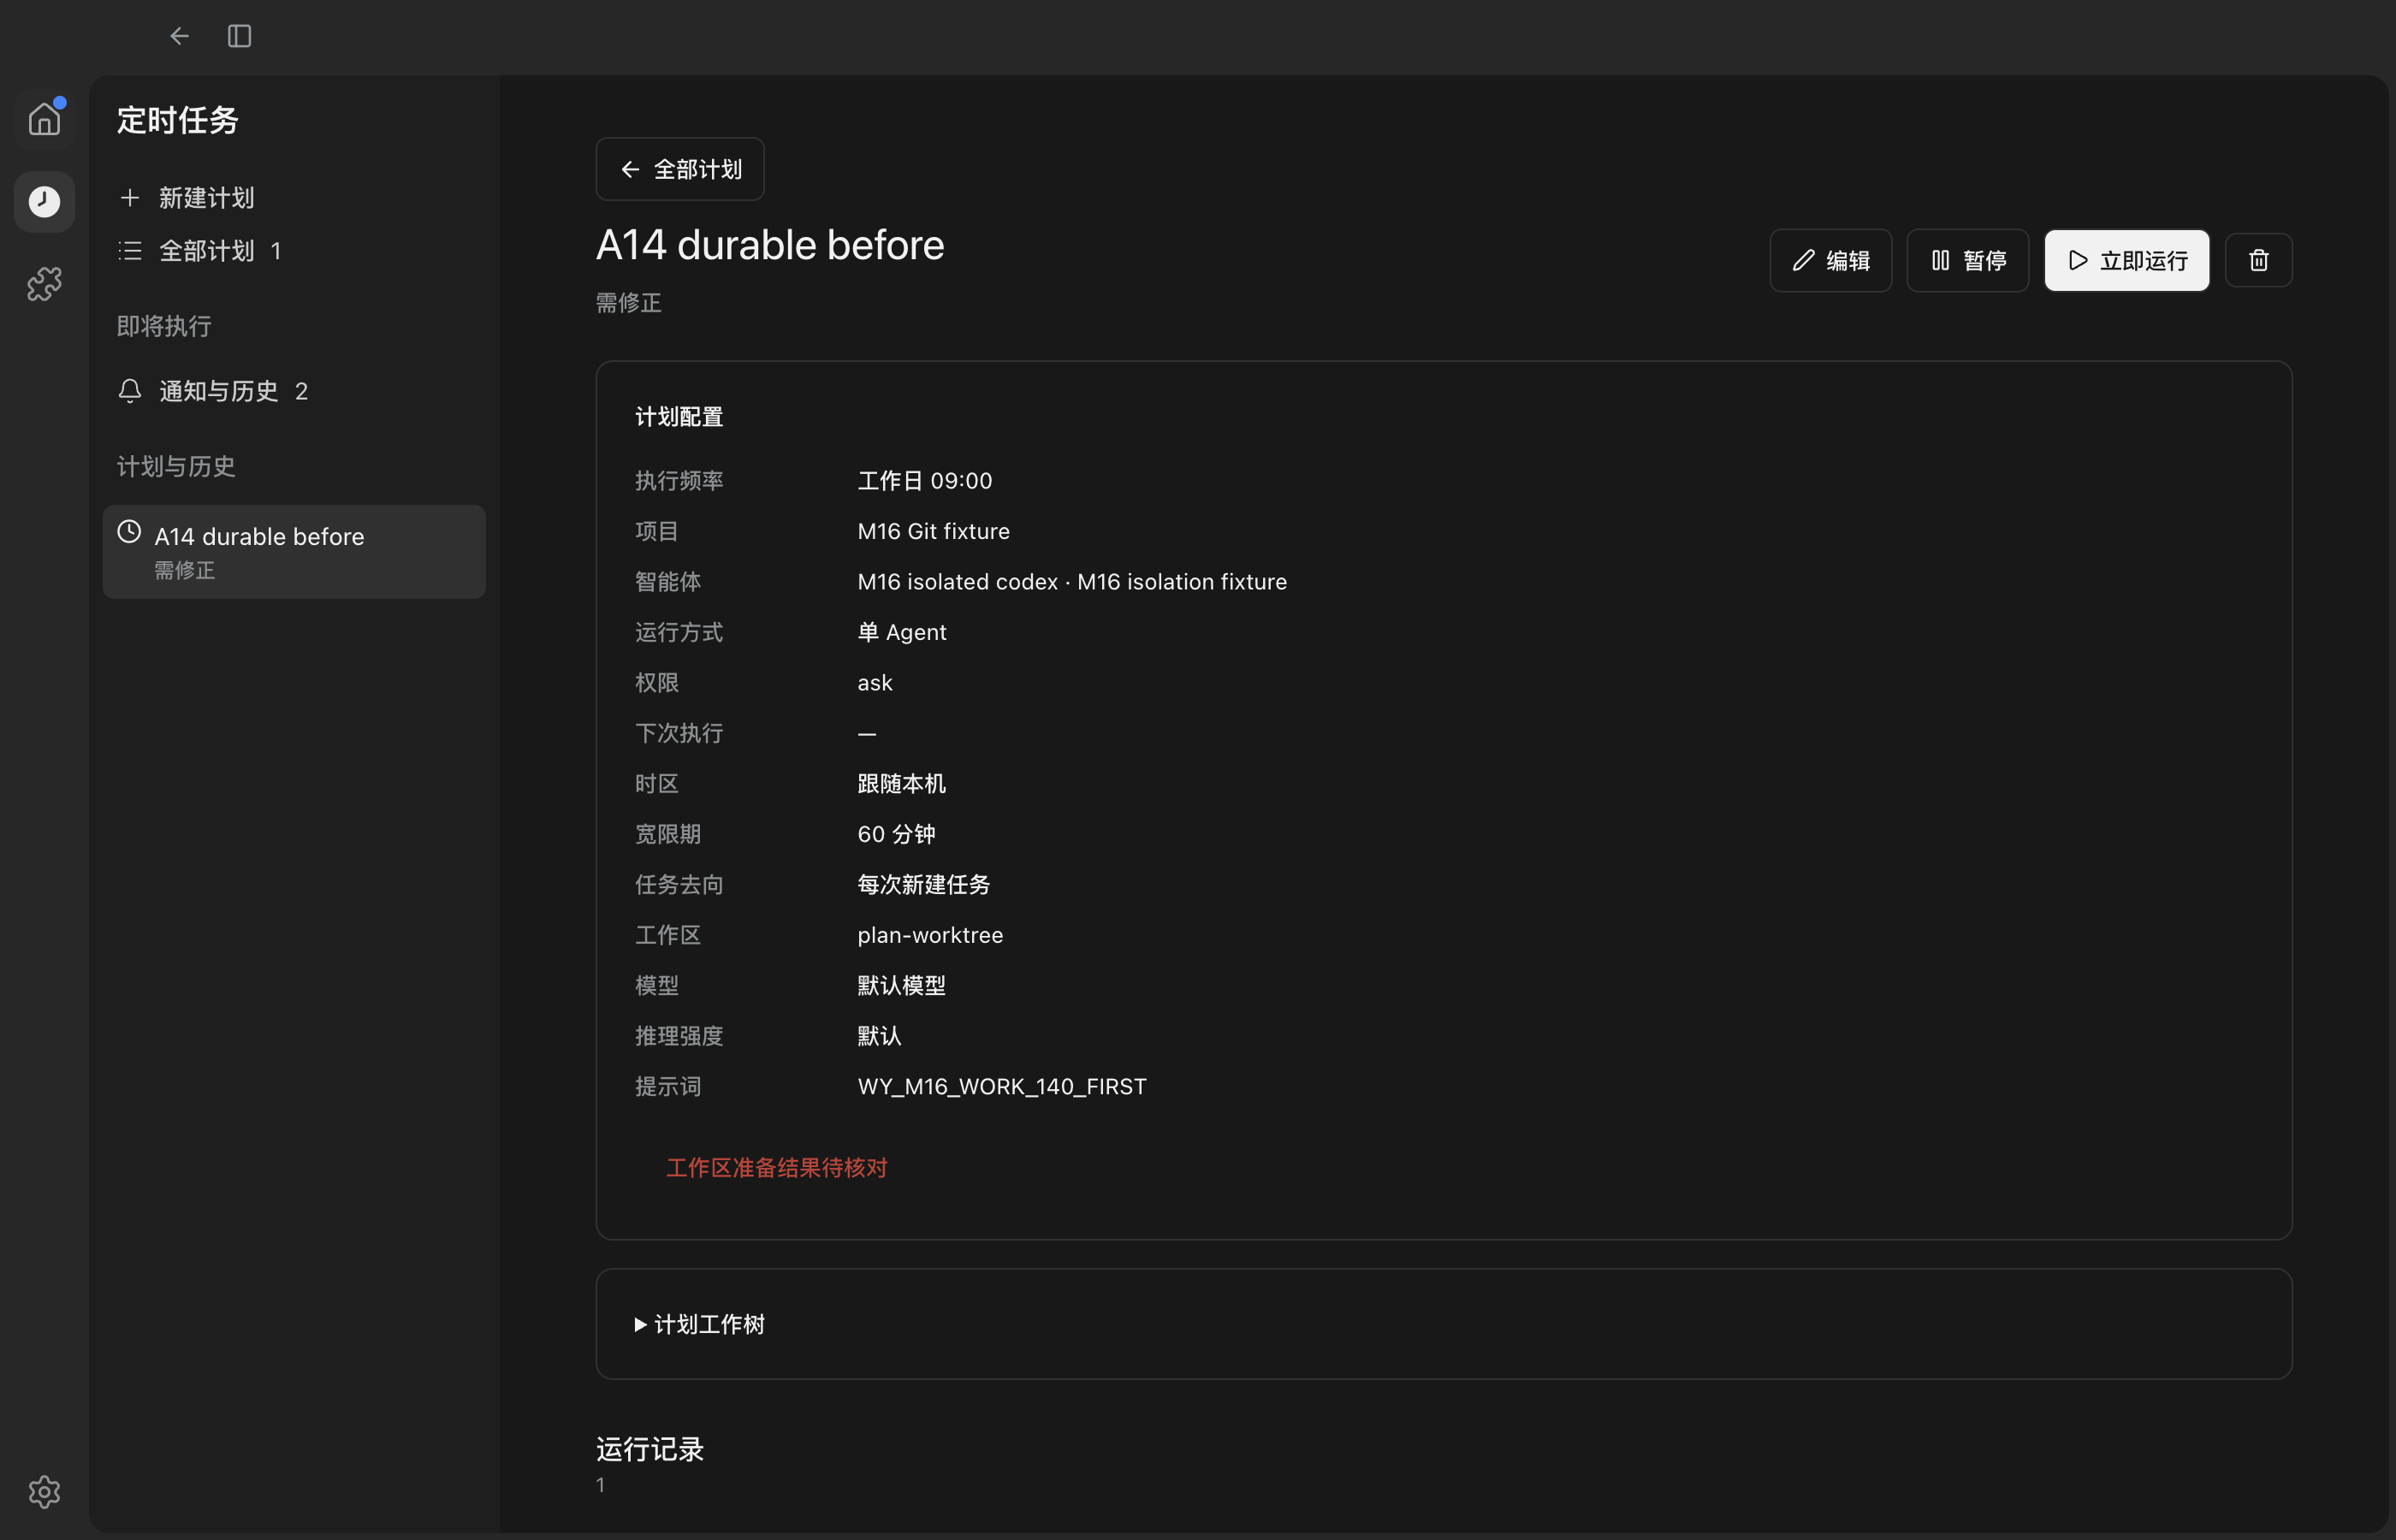 定时任务
新建计划
全部计划 1
即将执行
通知与历史 2
计划与历史
A14 durable before
需修正
全部计划
A14 durable before
需修正
编辑
暂停
立即运行
计划配置
执行频率 工作日 09:00
项目 M16 Git fixture
智能体 M16 isolated codex · M16 isolation fixture
运行方式 单 Agent
权限 ask
下次执行 —
时区 跟随本机
宽限期 60 分钟
任务去向 每次新建任务
工作区 plan-worktree
模型 默认模型
推理强度 默认
提示词 WY_M16_WORK_140_FIRST
工作区准备结果待核对
计划工作树
运行记录
1